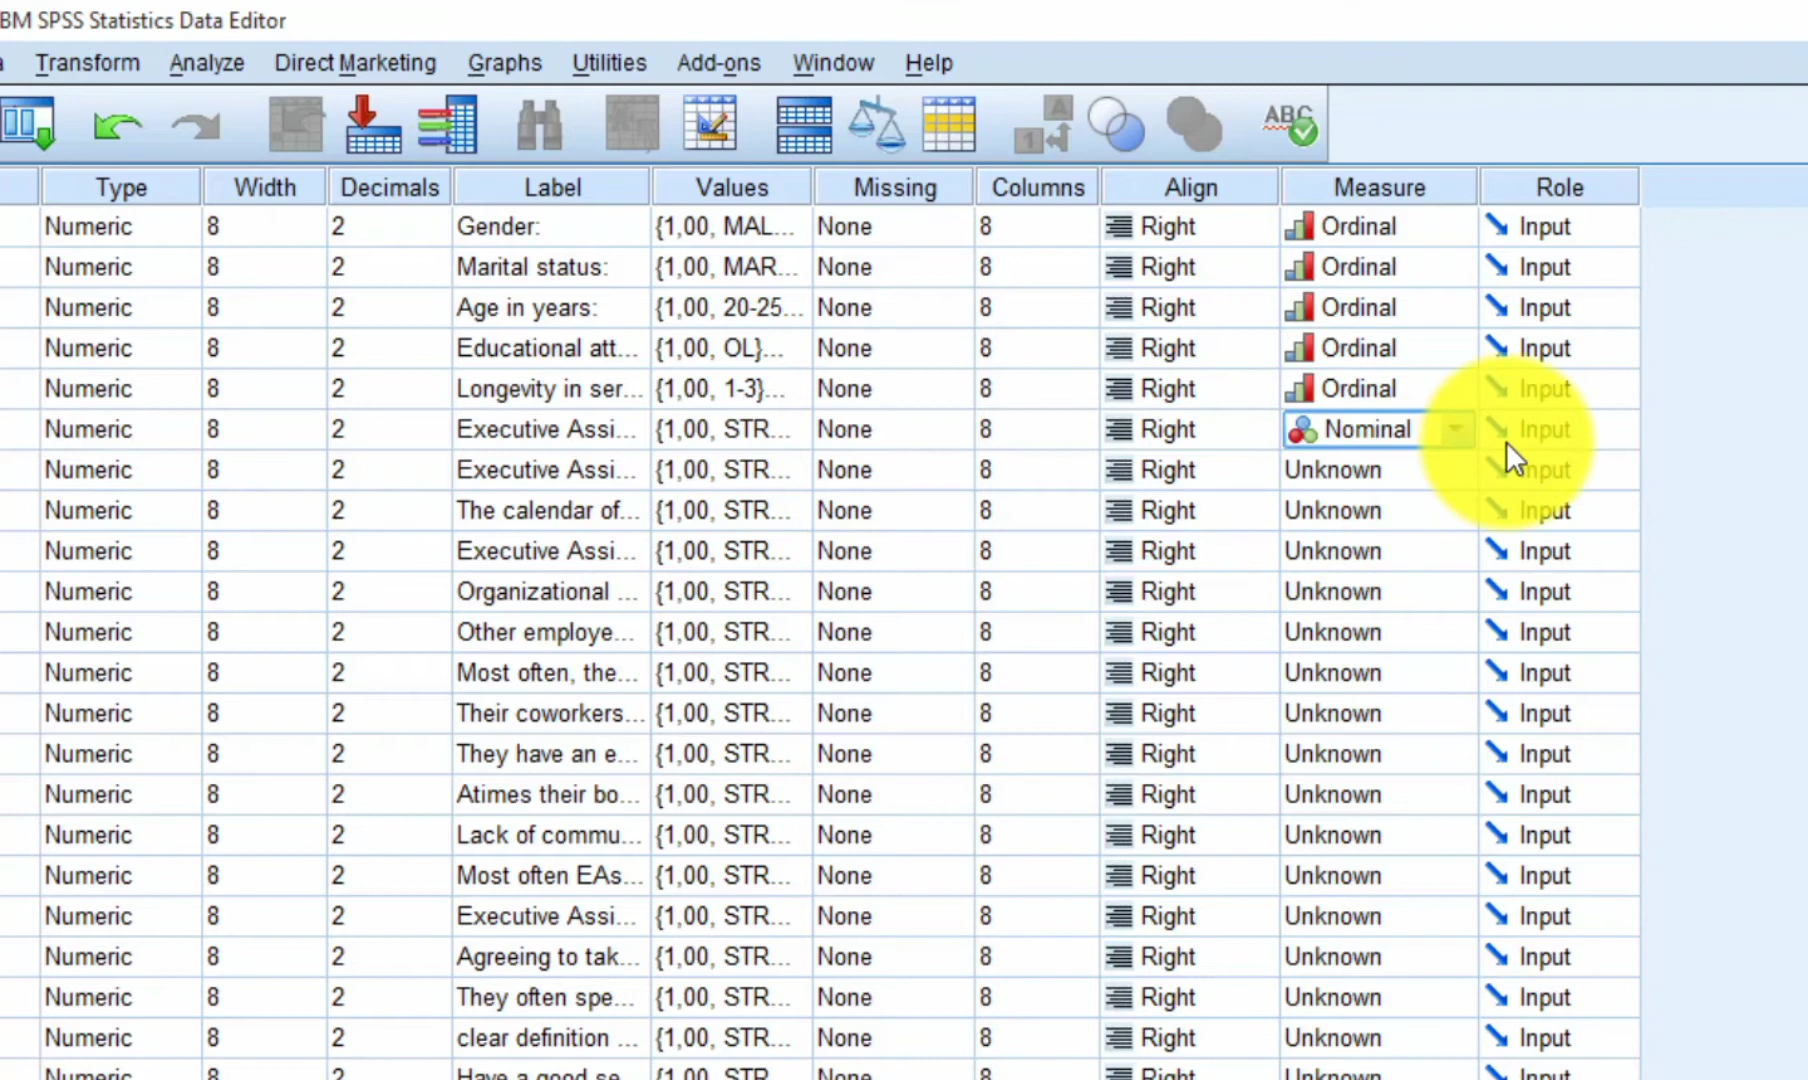 BM SPSS Statistics Data Editor
a Transform Analyze Direct Marketing Graphs Utilities Add-ons Window Help
A 1 ABC
Type Width Decimals Label Values Missing Columns Align Measure Role
Numeric 8 2 Gender: {1,00, MAL... None 8 Right Ordinal Input
Numeric 8 2 Marital status: {1,00, MAR... None 8 Right Ordinal Input
Numeric 8 2 Age in years: {1,00, 20-25... None 8 Right Ordinal Input
Numeric 8 2 Educational att... {1,00, OL}... None 8 Right Ordinal Input
Numeric 8 2 Longevity in ser... {1,00, 1-3}... None 8 Right Ordinal Input
Numeric 8 2 Executive Assi... {1,00, STR... None 8 Right Nominal Input
Numeric 8 2 Executive Assi... {1,00, STR... None 8 Right Unknown Input
Numeric 8 2 The calendar of... {1,00, STR... None 8 Right Unknown Input
Numeric 8 2 Executive Assi... {1,00, STR... None 8 Right Unknown Input
Numeric 8 2 Organizational ... {1,00, STR... None 8 Right Unknown Input
Numeric 8 2 Other employe... {1,00, STR... None 8 Right Unknown Input
Numeric 8 2 Most often, the... {1,00, STR... None 8 Right Unknown Input
Numeric 8 2 Their coworkers... {1,00, STR... None 8 Right Unknown Input
Numeric 8 2 They have an e... {1,00, STR... None 8 Right Unknown Input
Numeric 8 2 Atimes their bo... {1,00, STR... None 8 Right Unknown Input
Numeric 8 2 Lack of commu... {1,00, STR... None 8 Right Unknown Input
Numeric 8 2 Most often EAs... {1,00, STR... None 8 Right Unknown Input
Numeric 8 2 Executive Assi... {1,00, STR... None 8 Right Unknown Input
Numeric 8 2 Agreeing to tak... {1,00, STR... None 8 Right Unknown Input
Numeric 8 2 They often spe... {1,00, STR... None 8 Right Unknown Input
Numeric 8 2 clear definition ... {1,00, STR... None 8 Right Unknown Input
Numeric 8 2 Have a good se... {1,00, STR... None 8 Right Unknown Input